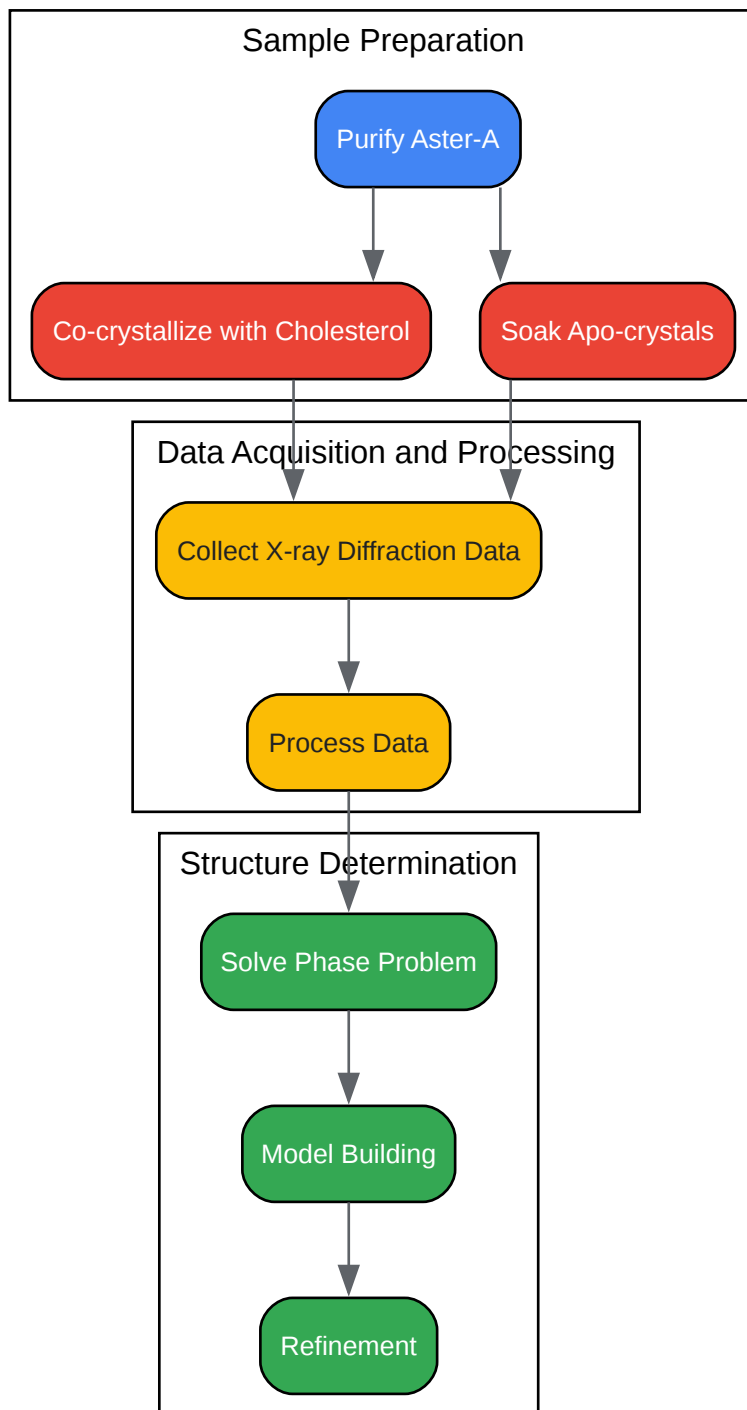 Sample Preparation
Purify Aster-A
Co-crystallize with Cholesterol
Soak Apo-crystals
Data Acquisition and Processing
Collect X-ray Diffraction Data
Process Data
Structure Determination
Solve Phase Problem
Model Building
Refinement